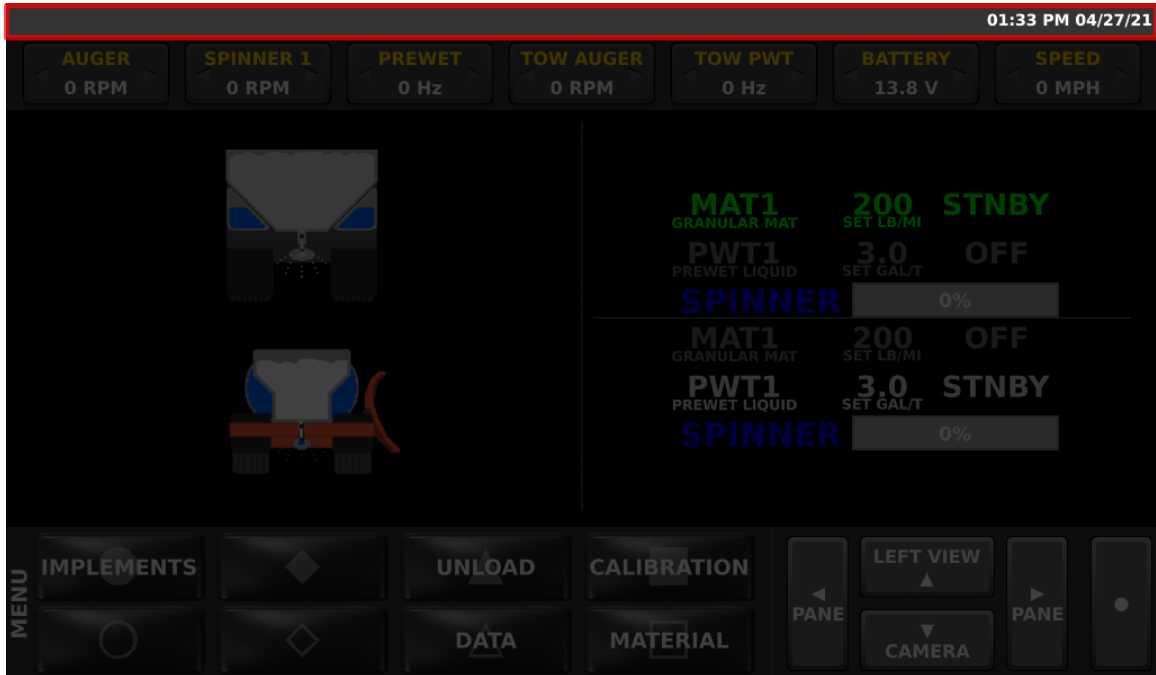 01:33 PM 04/27/21
AUGER SPINNER 1 PREWET TOW AUGER TOW PWT BATTERY SPEED
0 RPM 0 RPM 0 Hz 0 RPM 0 Hz 13.8 V 0 MPH
MAT1 200 STNBY
GRANULAR MAT SET LB/MI
PWT1 3.0 OFF
PREWET LIQUID SET GAL/T
SPINNER 0%
MAT1 200 OFF
GRANULAR MAT SET LB/MI
PWT1 3.0 STNBY
PREWET LIQUID SET GAL/T
SPINNER 0%
MENU
IMPLEMENTS UNLOAD CALIBRATION
DATA MATERIAL
PANE
LEFT VIEW
CAMERA
PANE